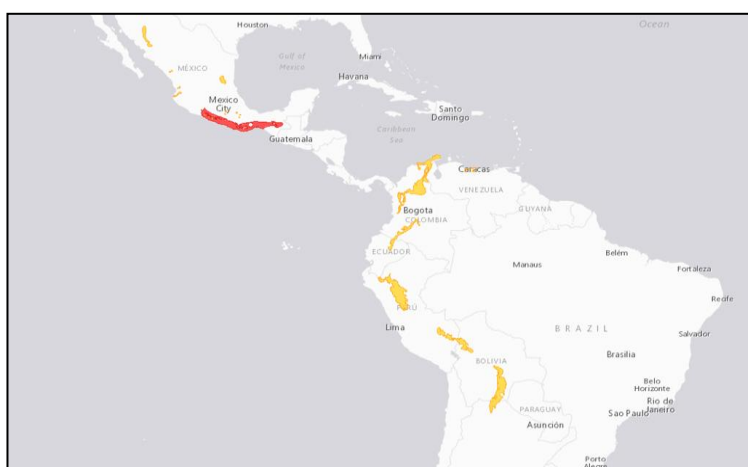 Houston
Ocean
Gulf of
Mexico
Miami
MÉXICO
Havana
Mexico
City
Santo
Domingo
Caribbean
Sea
Guatemala
Caracas
VENEZUELA
GUYANA
Bogota
COLOMBIA
ECUADOR
Belém
Manaus
Fortaleza
PERÚ
Recife
Lima
BRAZIL
Salvador
BOLIVIA
Brasilia
Belo
Horizonte
PARAGUAY
Rio de
Janeiro
Sao Paulo
Asunción
Porto
Alegre